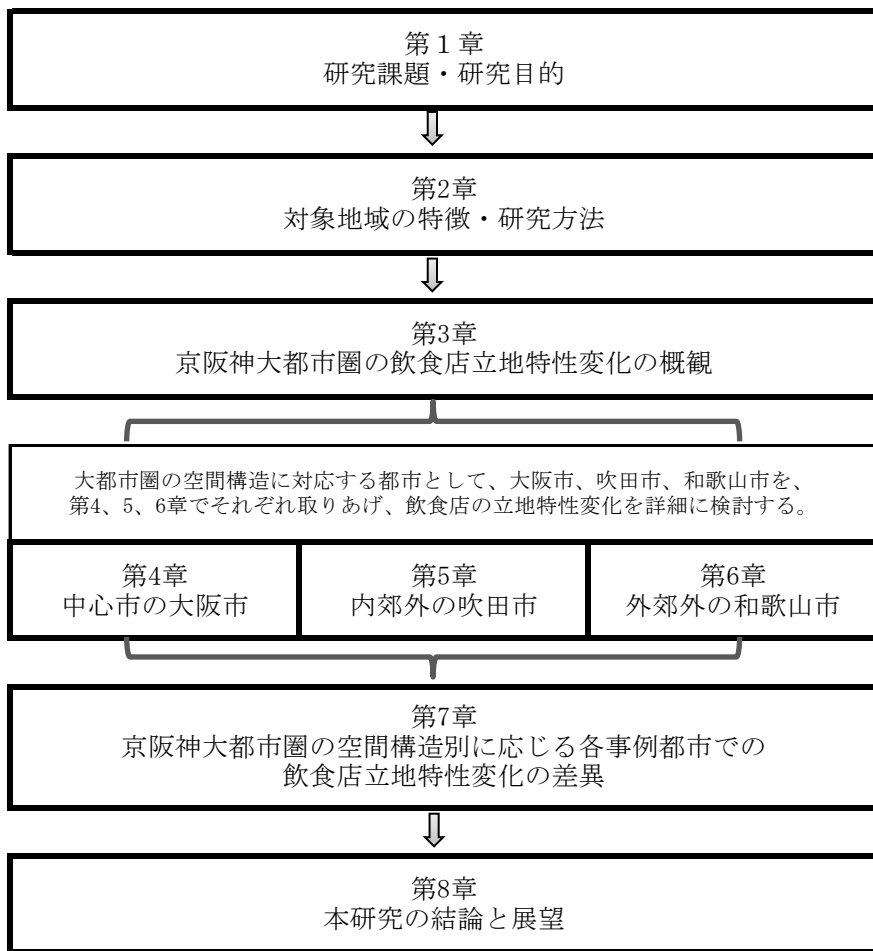 第１章
研究課題・研究目的
第2章
対象地域の特徴・研究方法
第3章
京阪神大都市圏の飲食店立地特性変化の概観
大都市圏の空間構造に対応する都市として、大阪市、吹田市、和歌山市を、
第4、5、6章でそれぞれ取りあげ、飲食店の立地特性変化を詳細に検討する。
第4章
中心市の大阪市
第5章
内郊外の吹田市
第6章
外郊外の和歌山市
第7章
京阪神大都市圏の空間構造別に応じる各事例都市での
飲食店立地特性変化の差異
第8章
本研究の結論と展望